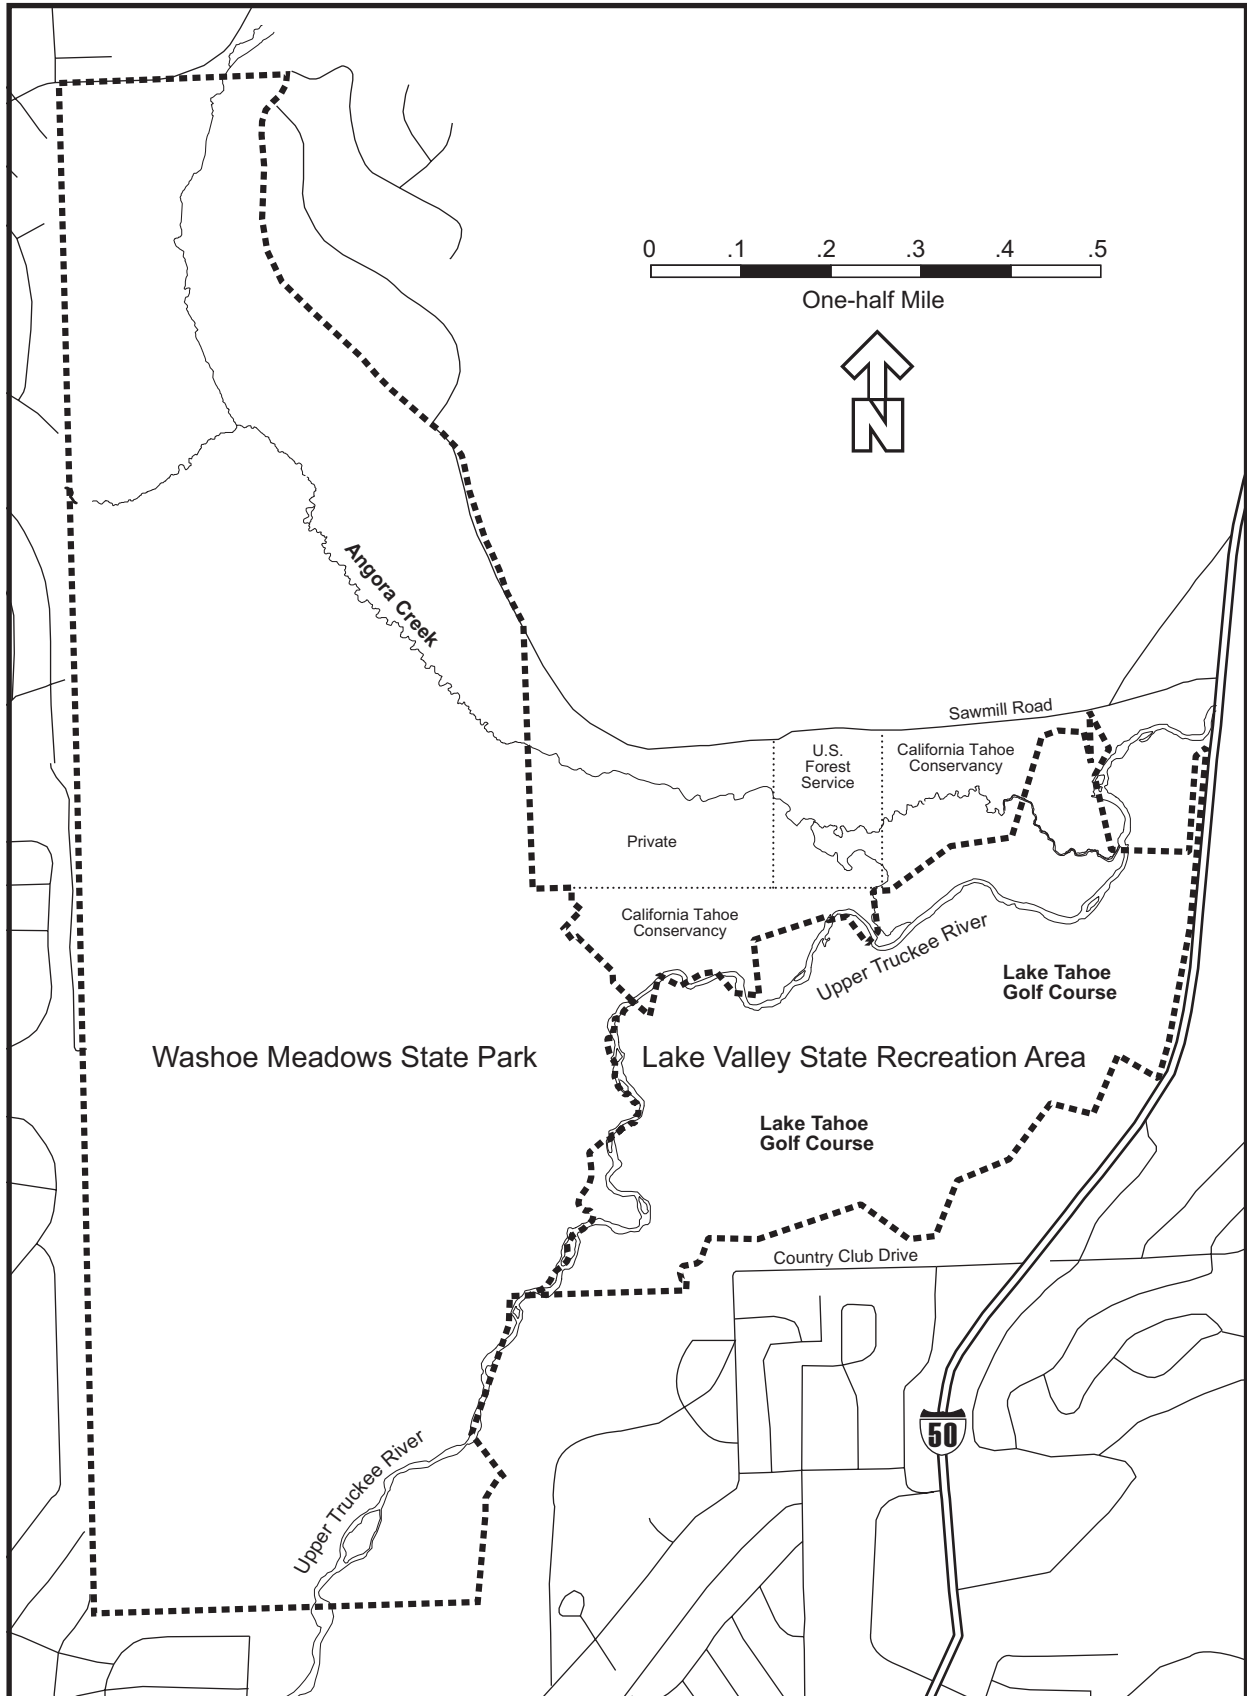 0 .1 .2 .3 .4 .5
One-half Mile
N
Angora Creek
Sawmill Road
U.S.
Forest
Service
California Tahoe
Conservancy
Private
California Tahoe
Conservancy
Upper Truckee River
Lake Tahoe
Golf Course
Washoe Meadows State Park
Lake Valley State Recreation Area
Lake Tahoe
Golf Course
Country Club Drive
50
Upper Truckee River